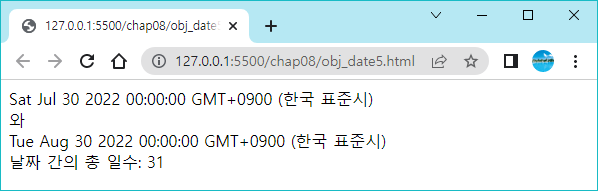 127.0.0.1:5500/chap08/obj_date5
127.0.0.1:5500/chap08/obj_date5.html
Sat Jul 30 2022 00:00:00 GMT+0900 (한국 표준시)
와
Tue Aug 30 2022 00:00:00 GMT+0900 (한국 표준시)
날짜 간의 총 일수: 31